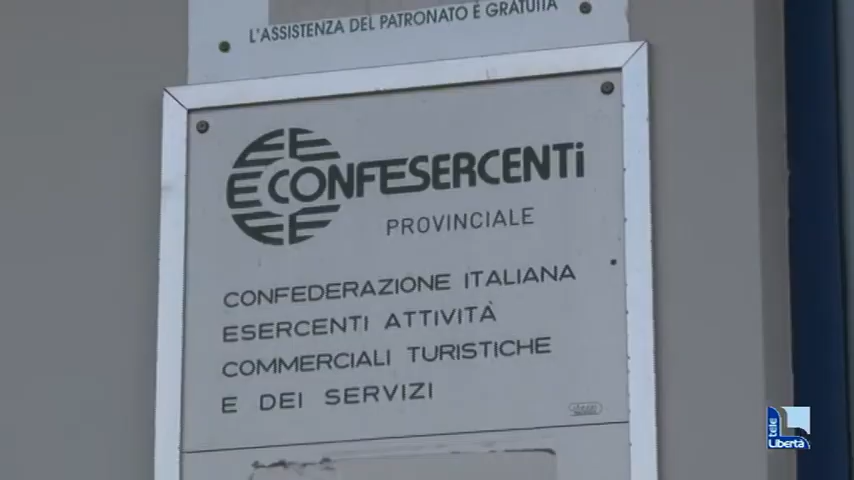 L'ASSISTENZA DEL PATRONATO È GRATUITA
CONFESERCENTi
PROVINCIALE
CONFEDERAZIONE ITALIANA
ESERCENTI ATTIVITÀ
COMMERCIALI TURISTICHE
E DEI SERVIZI
tele
Libertà